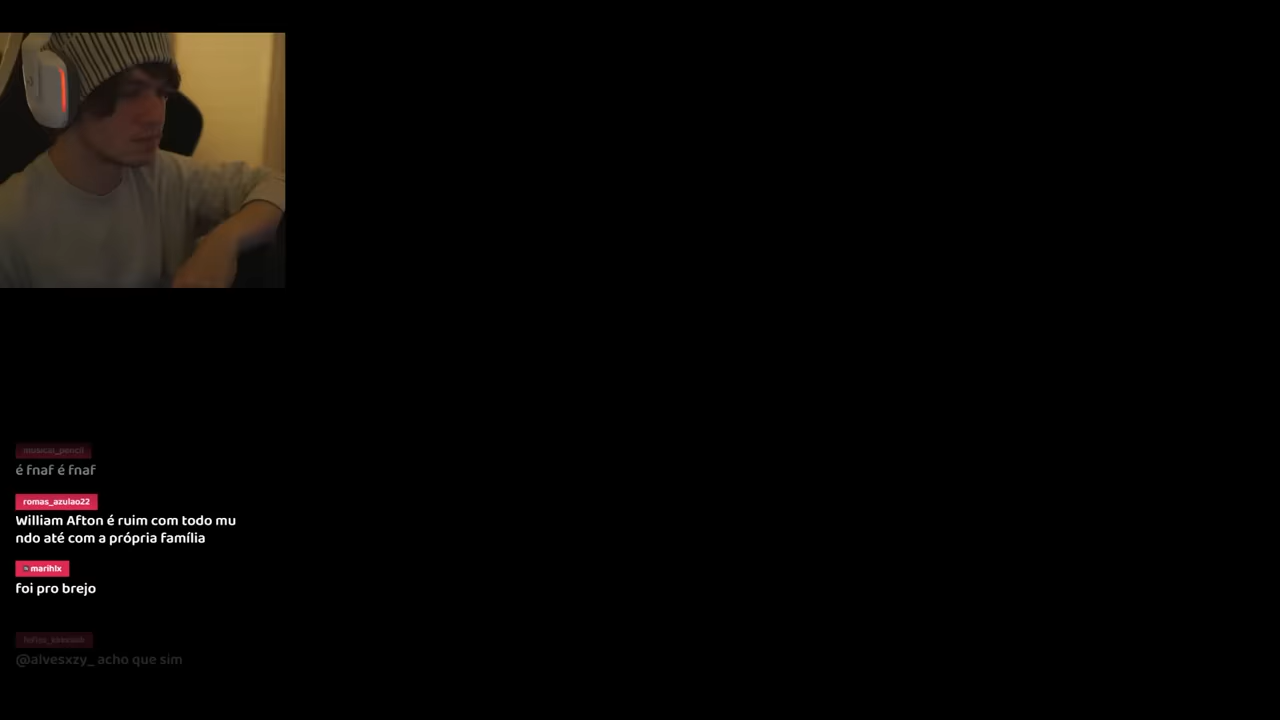 é fnaf é fnaf
romas_azulao22
William Afton é ruim com todo mu
ndo até com a própria família
marihlx
foi pro brejo
@alvesxzy_ acho que sim